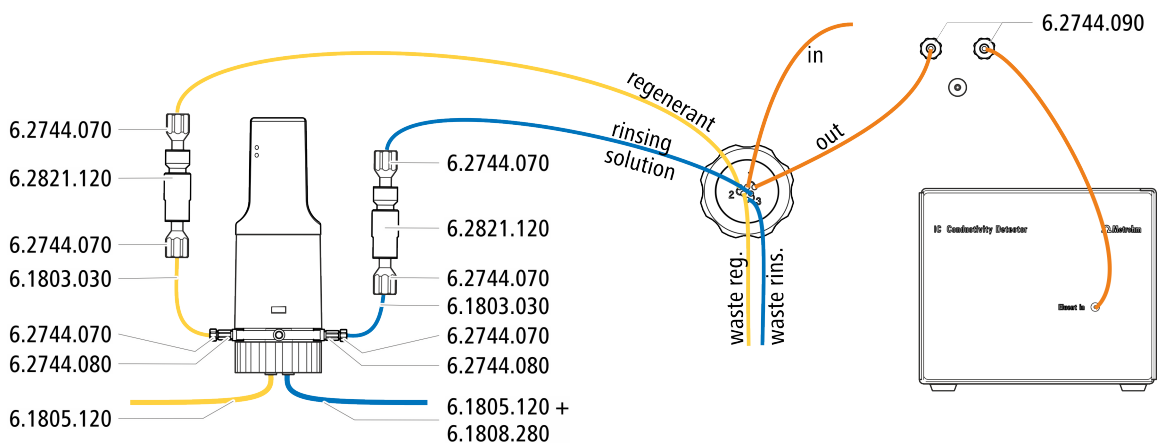 6.2744.070
6.2821.120
6.2744.070
6.1803.030
6.2744.070
6.2744.080
6.1805.120
6.2744.070
6.2821.120
6.2744.070
6.1803.030
6.2744.070
6.2744.080
6.1805.120 +
6.1808.280
regenerant
rinsing
solution
in
out
1
2
3
waste reg.
waste rins.
6.2744.090
IC Conductivity Detector
Metrohm
Eluent in